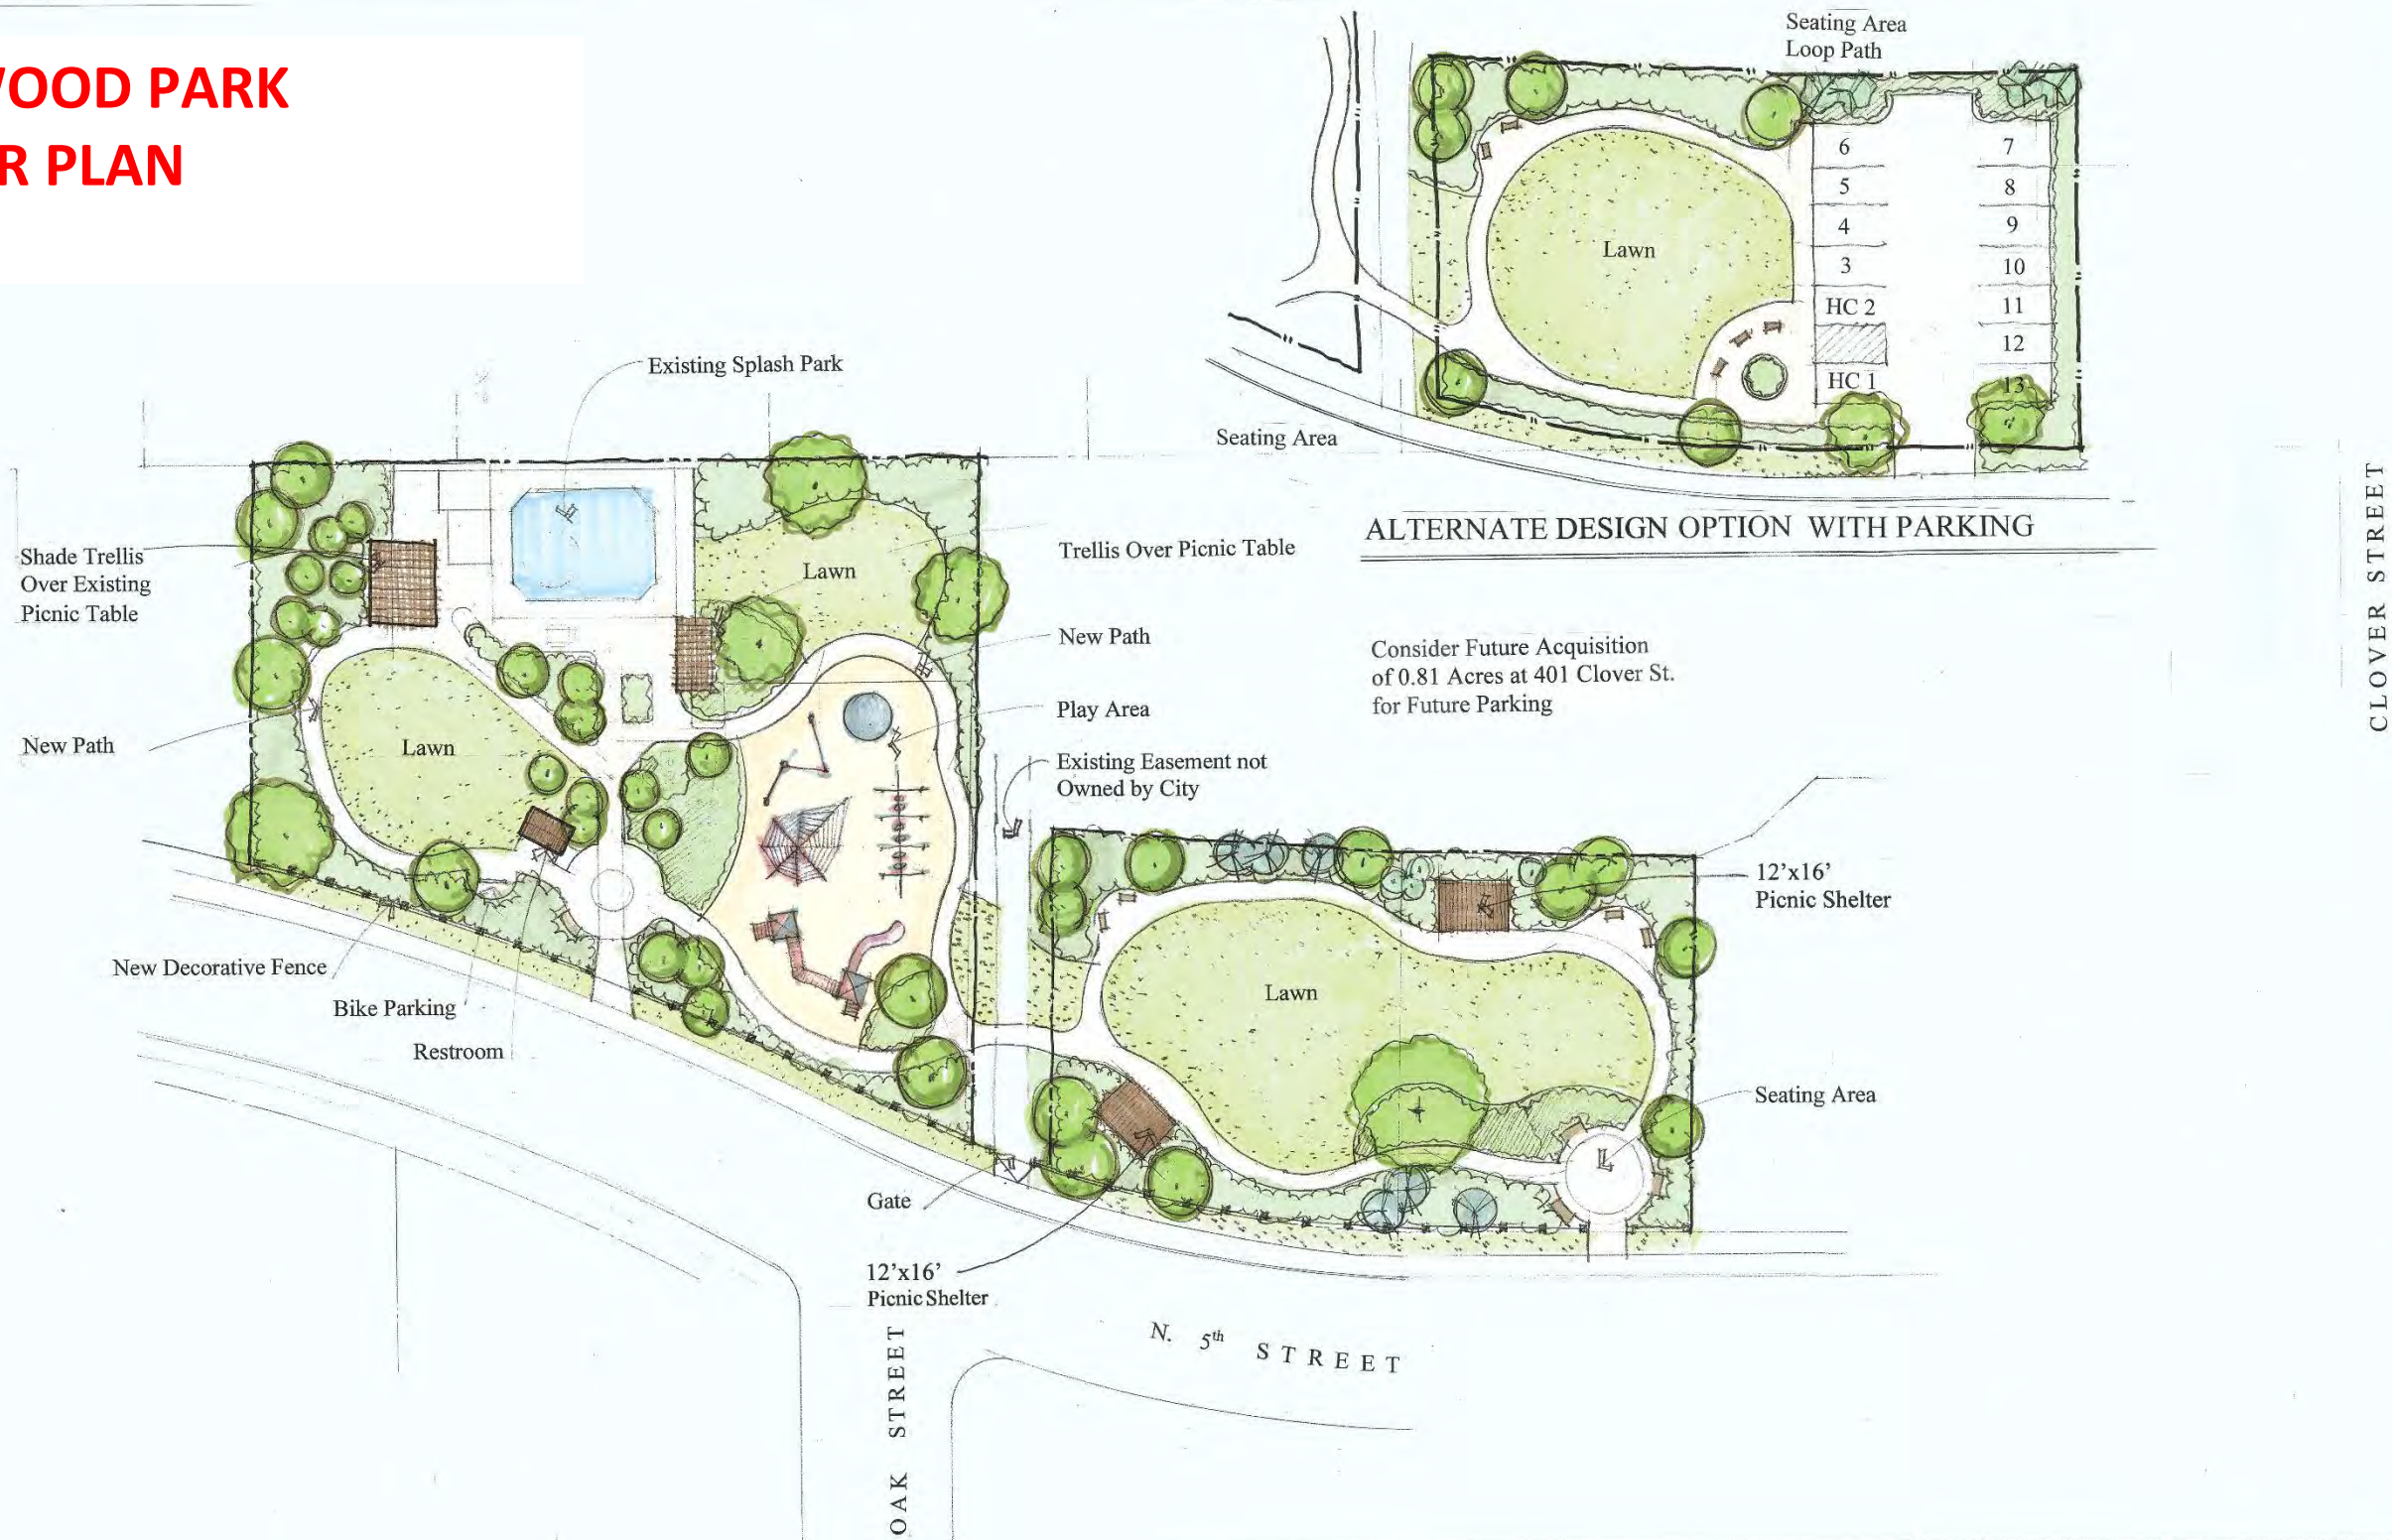 WOOD PARK
R PLAN
Seating Area
Loop Path
6
5
4
3
HC 2
HC 1
7
8
9
10
11
12
13
Lawn
Seating Area
ALTERNATE DESIGN OPTION WITH PARKING
CLOVER STREET
Existing Splash Park
Shade Trellis
Over Existing
Picnic Table
Lawn
Trellis Over Picnic Table
New Path
Consider Future Acquisition
of 0.81 Acres at 401 Clover St.
for Future Parking
New Path
Lawn
Play Area
Existing Easement not
Owned by City
12'x16'
Picnic Shelter
New Decorative Fence
Bike Parking
Restroom
Lawn
Seating Area
Gate
12'x16'
Picnic Shelter
N. 5th STREET
OAK STREET